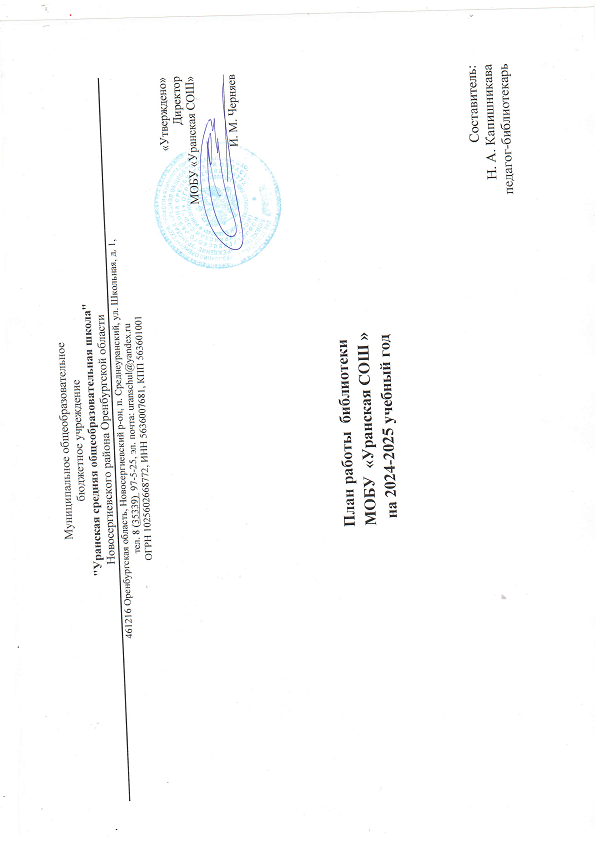 Муниципальное общеобразовательное
бюджетное учреждение
"Уранская средняя общеобразовательная школа"
Новосергиевского района Оренбургской области
461216 Оренбургская область, Новосергиевский р-он, п. Среднеуранский, ул. Школьная, д. 1,
тел. 8 (35339) 97-5-25, эл. почта: uranschul@yandex.ru
ОГРН 1025602668772, ИНН 5636007681, КПП 563601001
«Утверждено»
Директор
МОБУ «Уранская СОШ»
И. М. Черняев
План работы библиотеки
МОБУ «Уранская СОШ »
на 2024-2025 учебный год
Составитель:
Н. А. Капишникава
педагог-библиотекарь